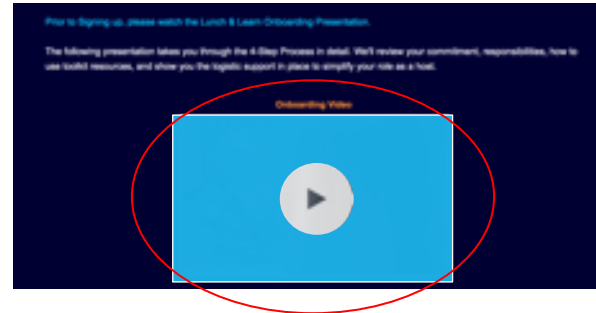 Prior to Signing up, please watch the Lunch & Learn Onboarding Presentation.
The following presentation takes you through the 4-Step Process in detail. We'll review your commitment, responsibilities, how to
use toolkit resources, and show you the logistic support in place to simplify your role as a host.
Onboarding Video